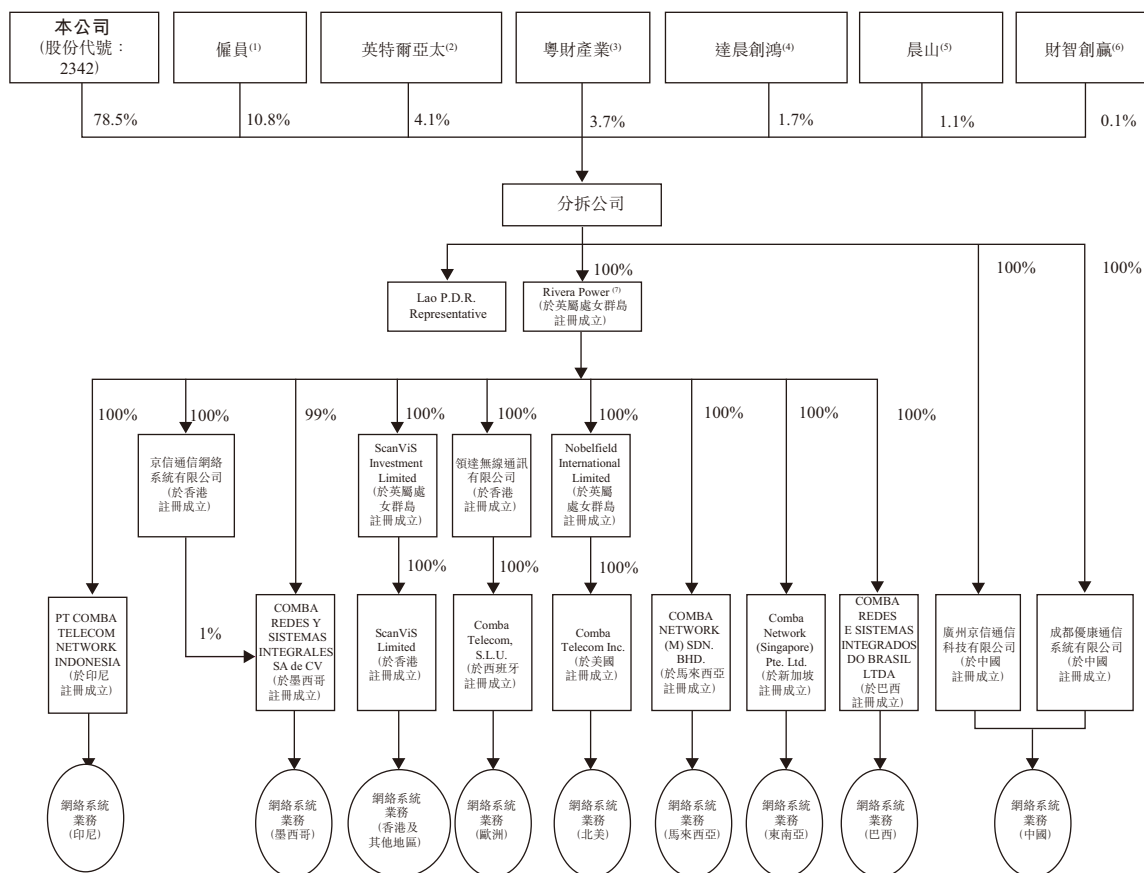 本公司
(股份代號：
2342)
僱員(1)
英特爾亞太(2)
粵財產業(3)
達晨創鴻(4)
晨山(5)
財智創贏(6)
78.5%
10.8%
4.1%
3.7%
1.7%
1.1%
0.1%
分拆公司
100%
100%
100%
Lao P.D.R.
Representative
Rivera Power (7)
(於英屬處女群島
註冊成立)
100%
100%
99%
100%
100%
100%
100%
100%
100%
京信通信網絡
系統有限公司
(於香港
註冊成立)
ScanViS
Investment
Limited
(於英屬處
女群島
註冊成立)
領達無線通訊
有限公司
(於香港
註冊成立)
Nobelfield
International
Limited
(於英屬
處女群島
註冊成立)
100%
100%
100%
1%
PT COMBA
TELECOM
NETWORK
INDONESIA
(於印尼
註冊成立)
COMBA
REDES Y
SISTEMAS
INTEGRALES
SA de CV
(於墨西哥
註冊成立)
ScanViS
Limited
(於香港
註冊成立)
Comba
Telecom,
S.L.U.
(於西班牙
註冊成立)
Comba
Telecom Inc.
(於美國
註冊成立)
COMBA
NETWORK
(M) SDN.
BHD.
(於馬來西亞
註冊成立)
Comba
Network
(Singapore)
Pte. Ltd.
(於新加坡
註冊成立)
COMBA
REDES
E SISTEMAS
INTEGRADOS
DO BRASIL
LTDA
(於巴西
註冊成立)
廣州京信通信
科技有限公司
(於中國
註冊成立)
成都優康通信
系統有限公司
(於中國
註冊成立)
網絡系統
業務
(印尼)
網絡系統
業務
(墨西哥)
網絡系統
業務
(香港及
其他地區)
網絡系統
業務
(歐洲)
網絡系統
業務
(北美)
網絡系統
業務
(馬來西亞)
網絡系統
業務
(東南亞)
網絡系統
業務
(巴西)
網絡系統
業務
(中國)